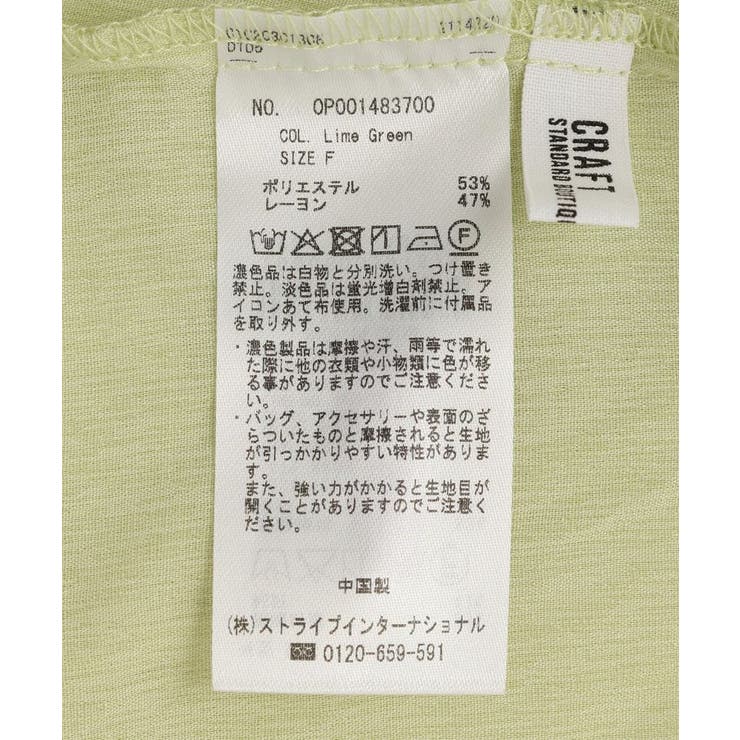 DTD5
NO. OP001483700
COL. Lime Green
SIZE F
ポリエステル 53%
レーヨン 47%
F
濃色品は白物と分別洗い。つけ置き
禁止。淡色品は蛍光増白剤禁止。ア
イロンあて布使用。洗濯前に付属品
を取り外す。
・濃色製品は摩擦や汗、雨等で濡れ
た際に他の衣類や小物類に色が移
る事がありますのでご注意くださ
い。
・バッグ、アクセサリーや表面のざ
らついたものと摩擦されると生地
が引っかかりやすい特性がありま
す。
また、強い力がかかると生地目が
開くことがありますのでご注意く
ださい。
中国製
(株)ストライプインターナショナル
0120-659-591
CRAFT
STANDARD BOUTIQU